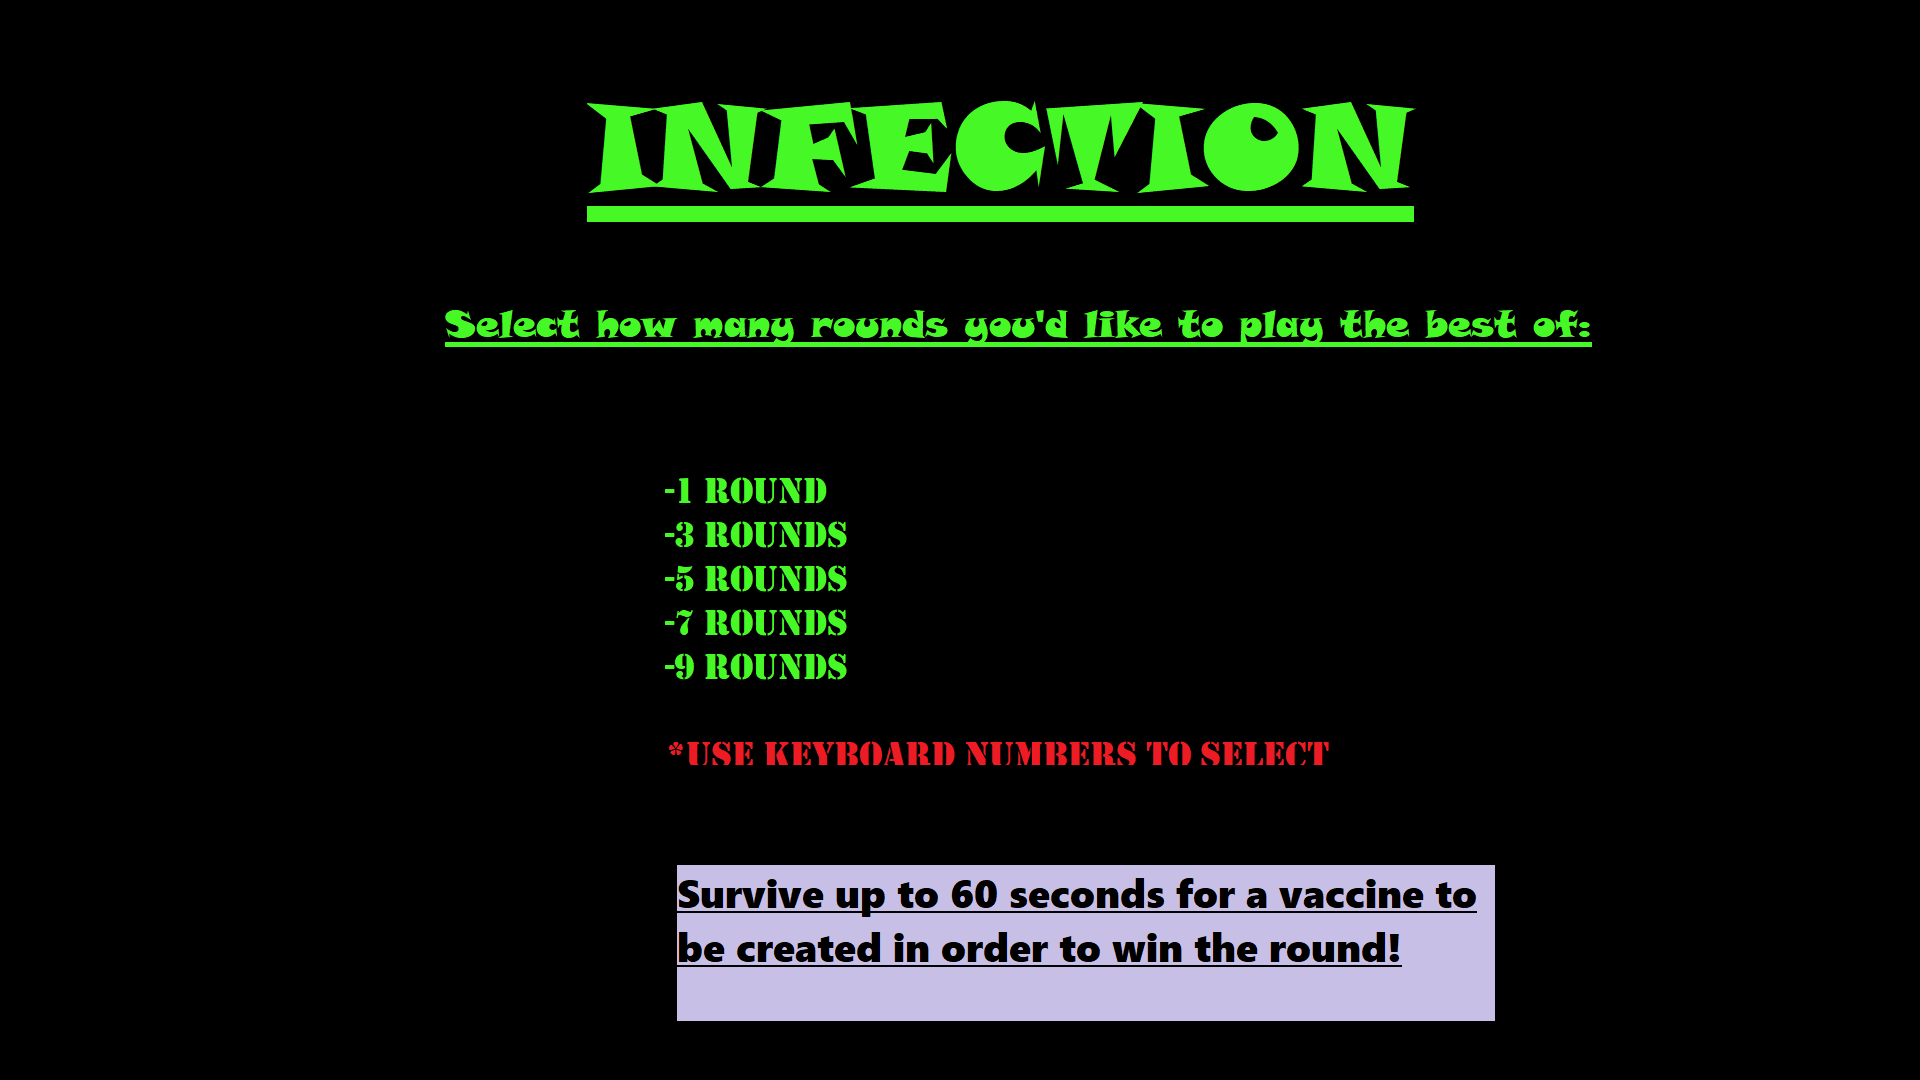 INFECTION
Select how many rounds you'd like to play the best of:
-1 ROUND
-3 ROUNDS
-5 ROUNDS
-7 ROUNDS
-9 ROUNDS
*USE KEYBOARD NUMBERS TO SELECT
Survive up to 60 seconds for a vaccine to
be created in order to win the round!